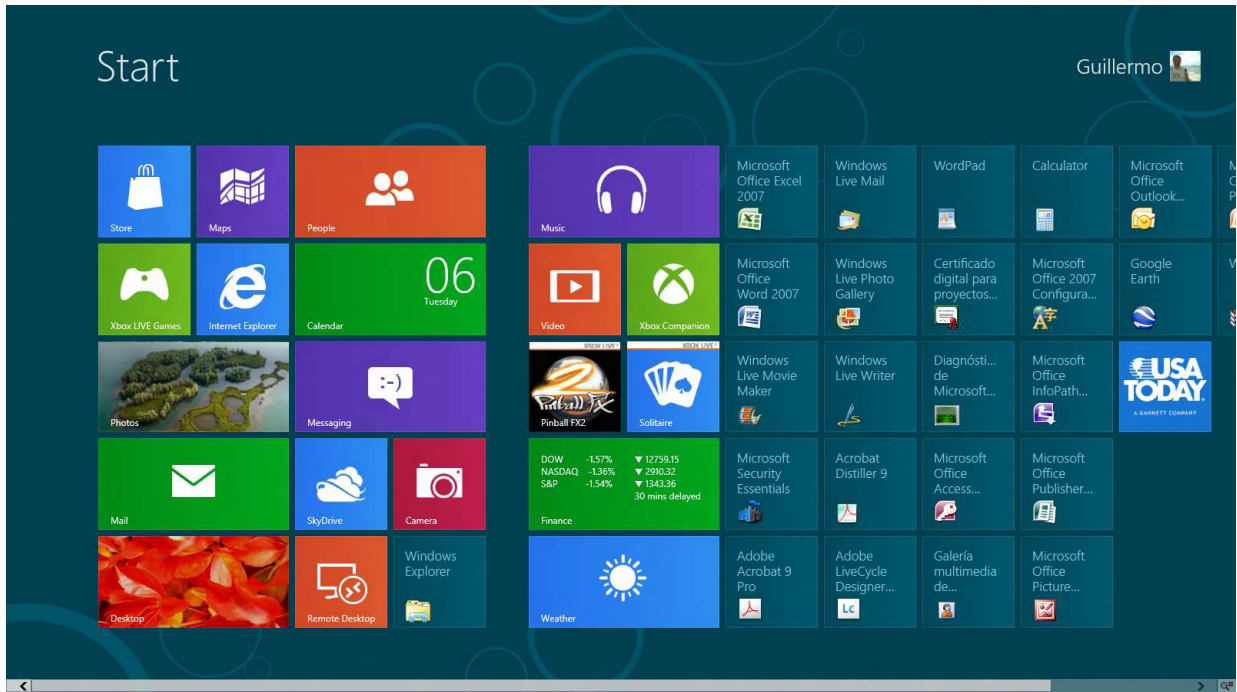 Start
Guillermo
Store
Maps
People
Xbox LIVE Games
Internet Explorer
06
Tuesday
Calendar
Photos
Messaging
Mail
SkyDrive
Camera
Desktop
Remote Desktop
Windows
Explorer
Music
Microsoft
Office Excel
2007
Windows
Live Mail
WordPad
Calculator
Microsoft
Office
Outlook...
Video
Xbox Companion
Microsoft
Office
Word 2007
Windows
Live Photo
Gallery
Certificado
digital para
proyectos...
Microsoft
Office 2007
Configura...
Google
Earth
XBOX LIVE
2
Pinball FX
Pinball FX2
XBOX LIVE
Solitaire
Windows
Live Movie
Maker
Windows
Live Writer
Diagnósti...
de
Microsoft...
Microsoft
Office
InfoPath...
USA
TODAY
A GANNETT COMPANY
DOW -1.57% ▼ 12759.15
NASDAQ -1.36% ▼ 2910.32
S&P -1.54% ▼ 1343.36
30 mins delayed
Finance
Microsoft
Security
Essentials
Acrobat
Distiller 9
Microsoft
Office
Access...
Microsoft
Office
Publisher...
Weather
Adobe
Acrobat 9
Pro
Adobe
LiveCycle
Designer...
Lc
Galería
multimedia
de...
Microsoft
Office
Picture...